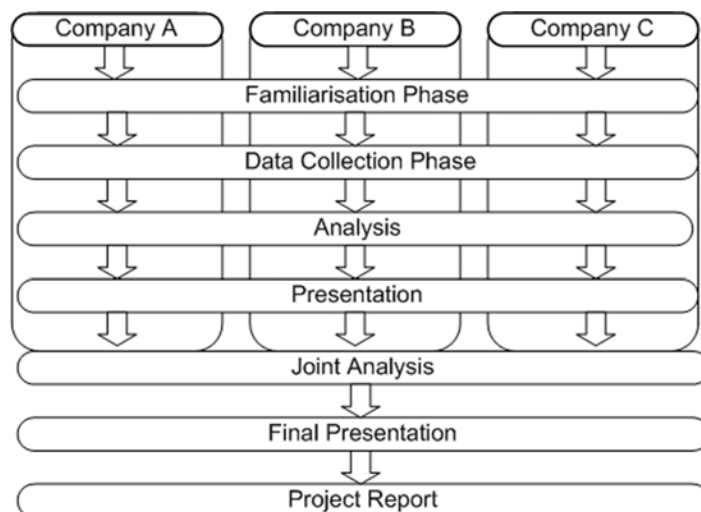 Company A
Company B
Company C
Familiarisation Phase
Data Collection Phase
Analysis
Presentation
Joint Analysis
Final Presentation
Project Report